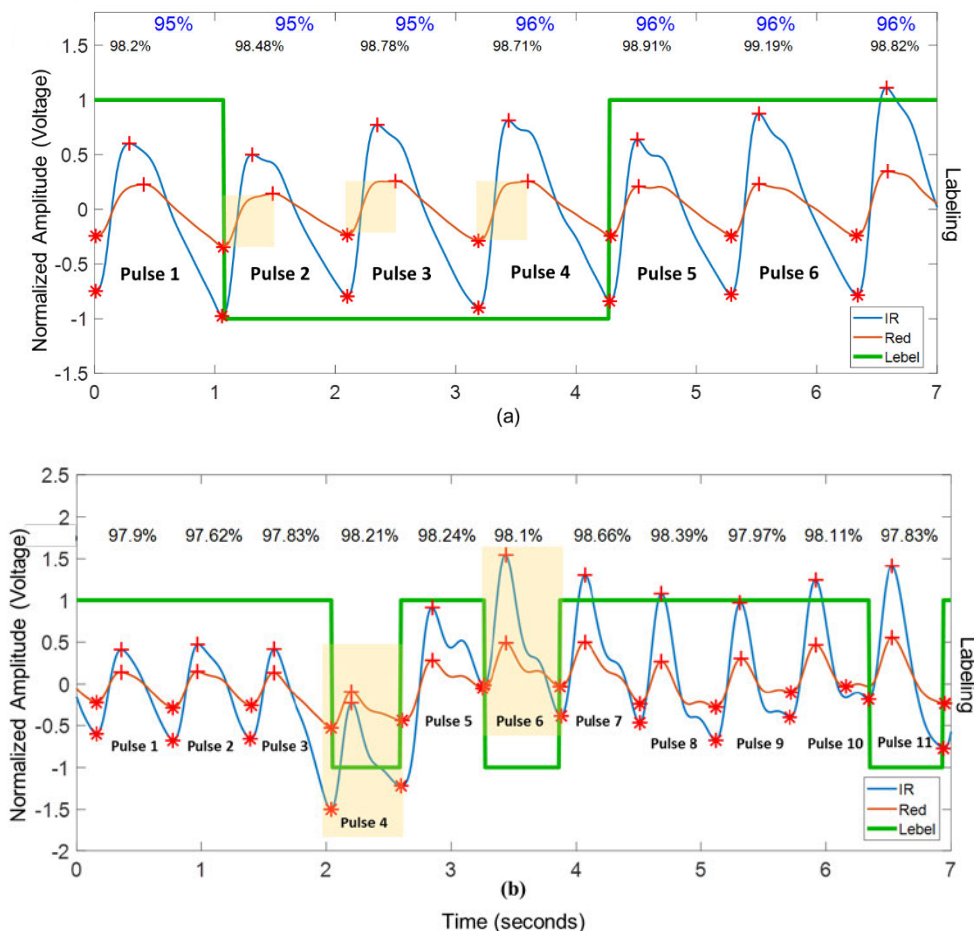 95% 95% 95% 96% 96% 96% 96%
98.2% 98.48% 98.78% 98.71% 98.91% 99.19% 98.82%
1.5
1
0.5
0
-0.5
-1
-1.5
Normalized Amplitude (Voltage)
Labeling
Pulse 1 Pulse 2 Pulse 3 Pulse 4 Pulse 5 Pulse 6
IR
Red
Lebel
0 1 2 3 4 5 6 7
(a)
2.5
2
1.5
1
0.5
0
-0.5
-1
-1.5
-2
Normalized Amplitude (Voltage)
Labeling
97.9% 97.62% 97.83% 98.21% 98.24% 98.1% 98.66% 98.39% 97.97% 98.11% 97.83%
Pulse 5 Pulse 6 Pulse 7
Pulse 1 Pulse 2 Pulse 3 Pulse 8 Pulse 9 Pulse 10 Pulse 11
Pulse 4
IR
Red
Lebel
0 1 2 3 4 5 6 7
(b)
Time (seconds)